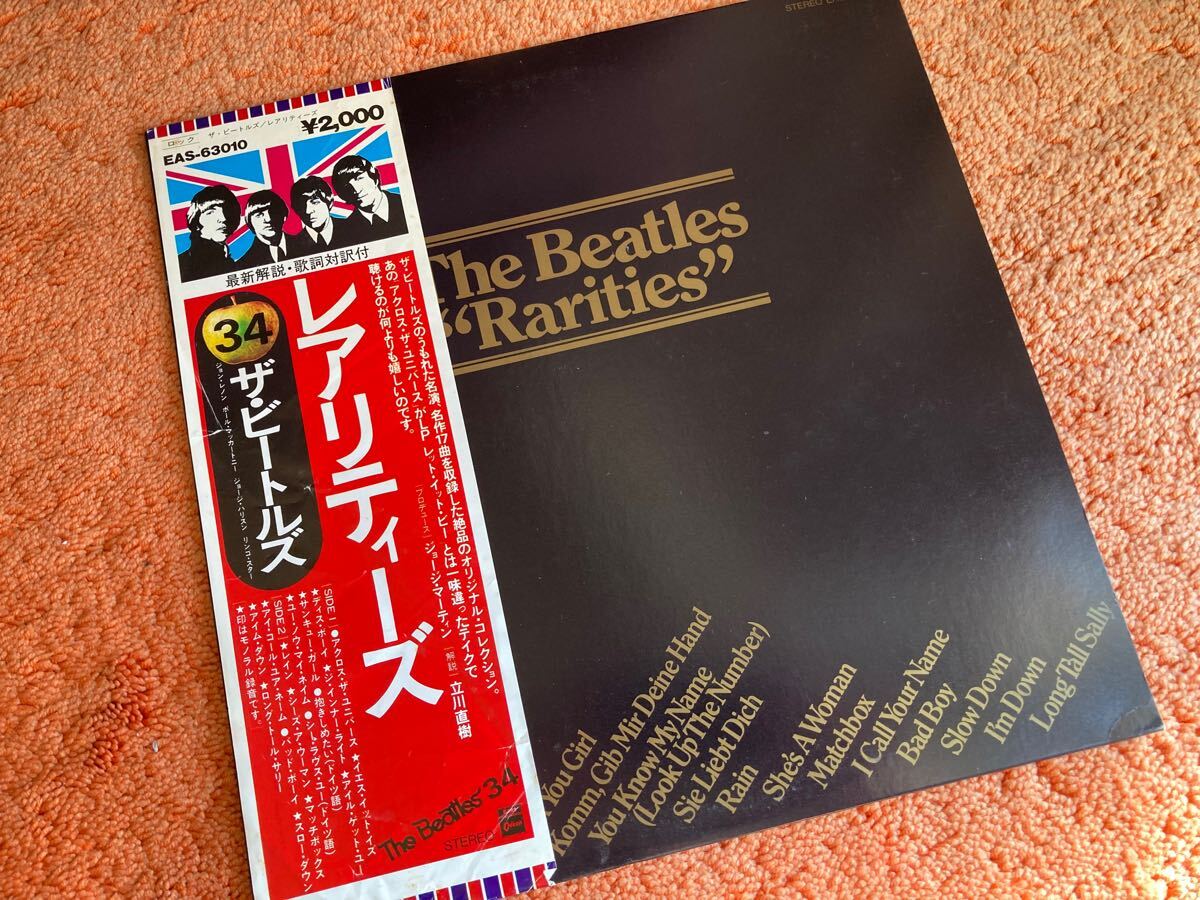 ロック
ザ・ビートルズ/レアリティーズ
¥2,000
EAS-63010
最新解説・歌詞対訳付
ザ・ビートルズのうもれた名演、名作17曲を収録した絶品のオリジナル・コレクション。
あの、アクロス・ザ・ユニバース がLP レット・イット・ビー とは一味違ったテイクで
聴けるのが何よりも嬉しいのです。
[プロデュース] ジョージ・マーティン
[解説] 立川直樹
レアリティーズ
34
ザ・ビートルズ
ジョン・レノン ポール・マッカートニー ジョージ・ハリスン リンゴ・スター
SIDE 1 ●アクロス・ザ・ユニバース ★イエス・イット・イズ
★ディス・ボーイ ★ジ・インナー・ライト ★アイル・ゲット・ユー
★サンキュー・ガール ●抱きしめたい(ドイツ語)
★ユー・ノウ・マイ・ネーム ●シー・ラヴズ・ユー(ドイツ語)
SIDE 2 ★レイン ★シーズ・ア・ウーマン ★マッチボックス
★アイ・コール・ユア・ネーム ●バッド・ボーイ ★スロー・ダウン
★アイム・ダウン ★ロング・トール・サリー
★印はモノラル録音です。
The Beatles 34
STEREO
Odeon
STEREO
The Beatles
"Rarities"
You Girl
Komm, Gib Mir Deine Hand
You Know My Name
(Look Up The Number)
Sie Liebt Dich
Rain
She's A Woman
Matchbox
I Call Your Name
Bad Boy
Slow Down
I'm Down
Long Tall Sally